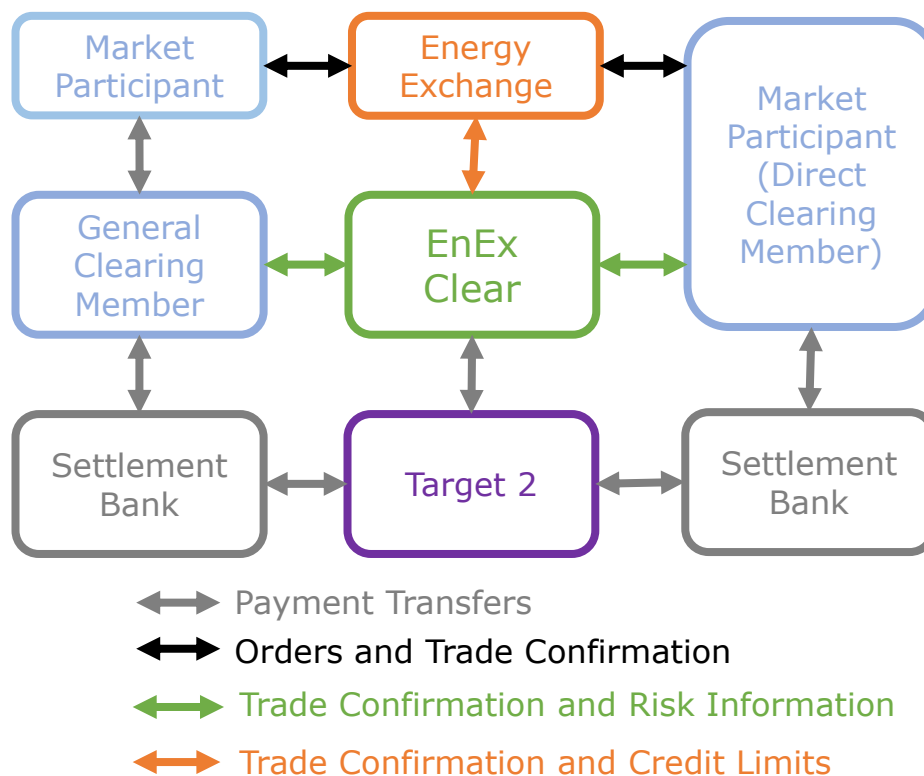 Market
Participant
Energy
Exchange
Market
Participant
(Direct
Clearing
Member)
General
Clearing
Member
EnEx
Clear
Settlement
Bank
Target 2
Settlement
Bank
Payment Transfers
Orders and Trade Confirmation
Trade Confirmation and Risk Information
Trade Confirmation and Credit Limits